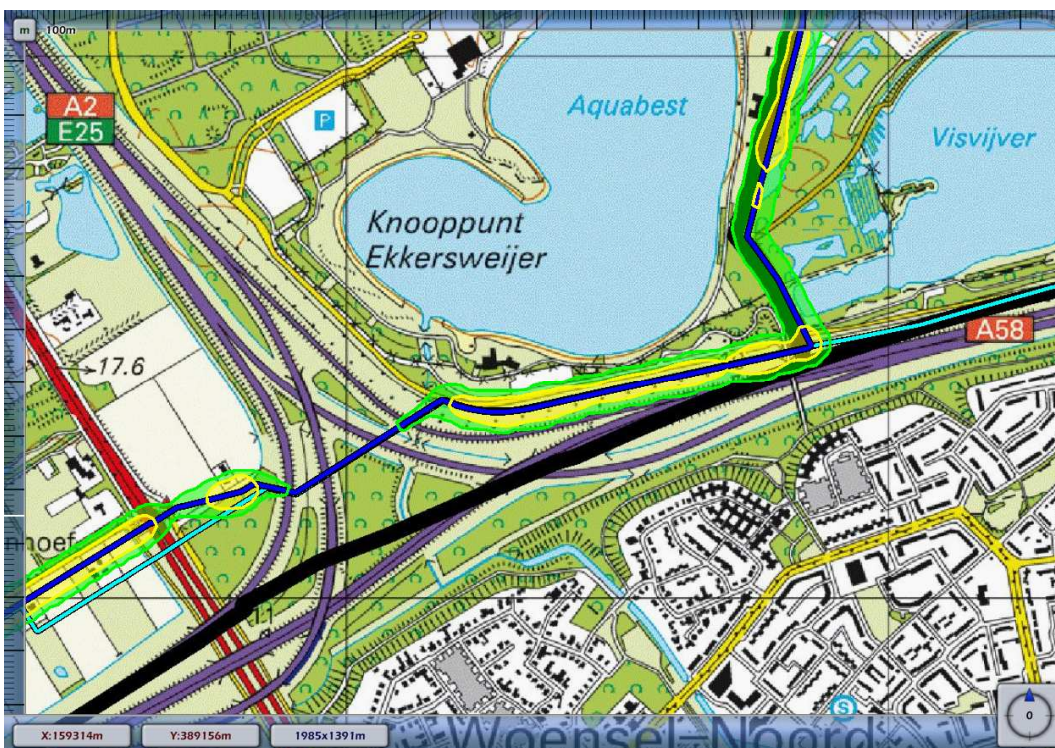 m
100m
A2
E25
P
Aquabest
Visvijver
Knooppunt
Ekkersweijer
A58
17.6
hoef
S
0
X:159314m
Y:389156m
1985x1391m
Woensel-Noord